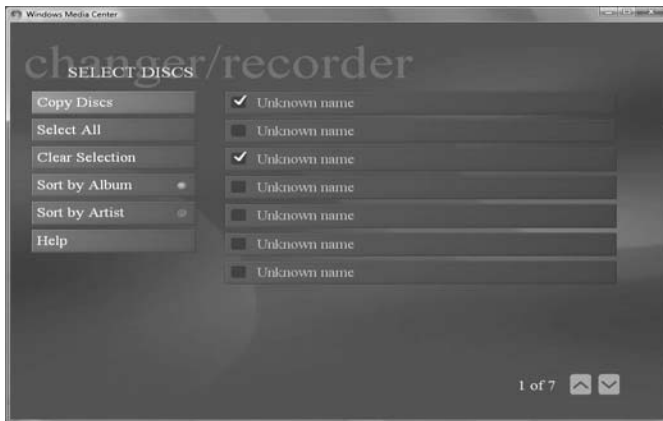 Windows Media Center
changer/recorder
SELECT DISCS
Copy Discs
Select All
Clear Selection
Sort by Album
Sort by Artist
Help
Unknown name
Unknown name
Unknown name
Unknown name
Unknown name
Unknown name
Unknown name
1 of 7